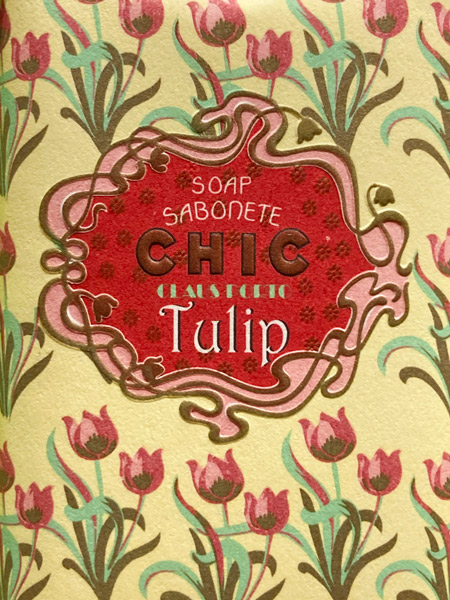 SOAP
SABONETE
CHIC
CLAUS PORTO
Tulip